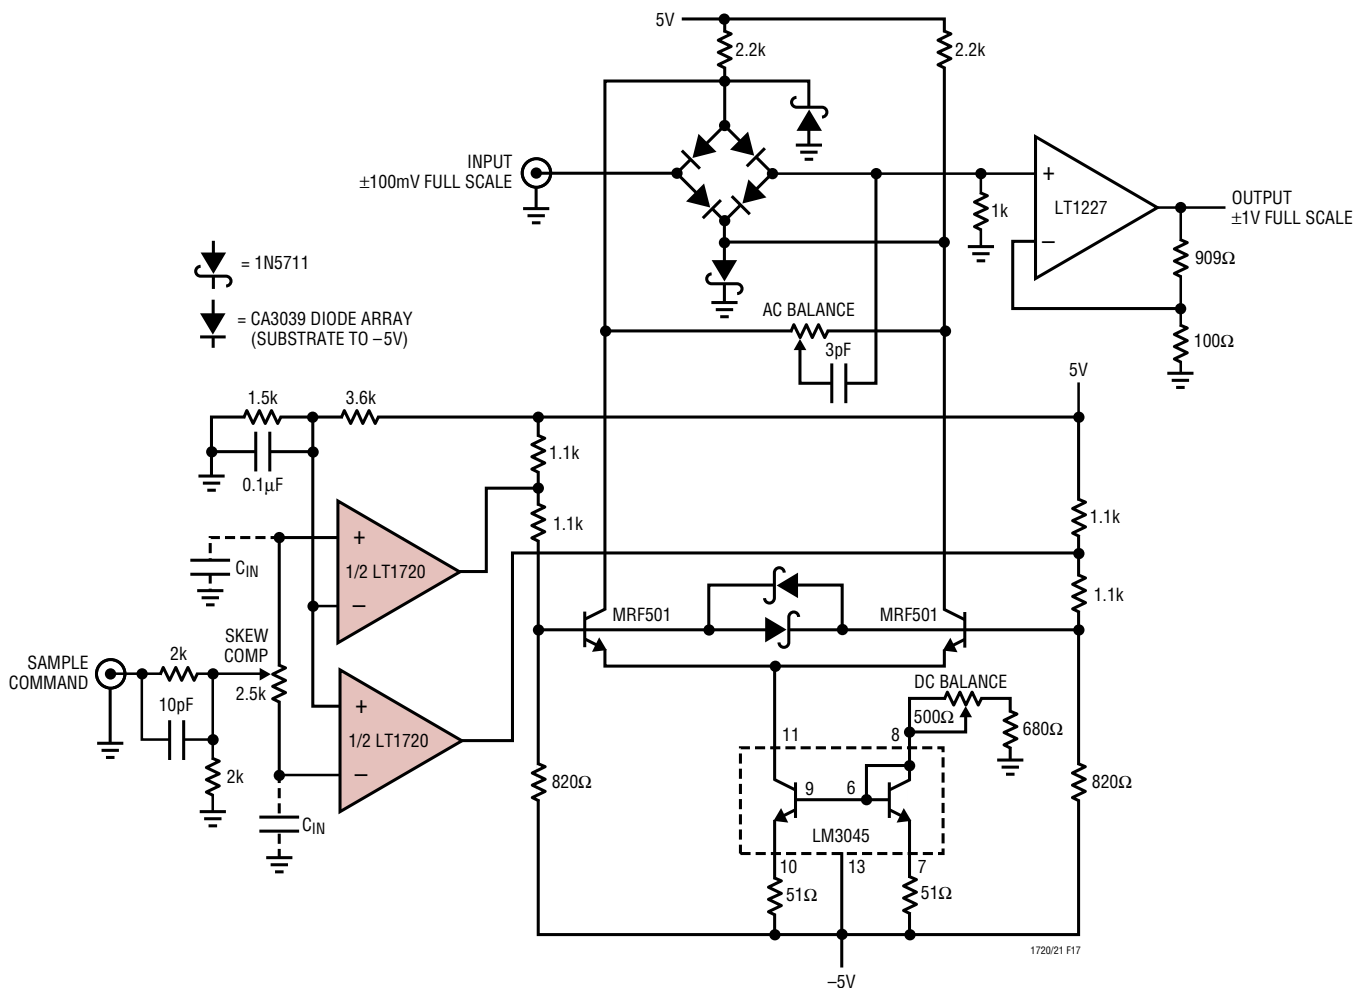 5V
2.2k
2.2k
INPUT
±100mV FULL SCALE
+
LT1227
–
1k
OUTPUT
±1V FULL SCALE
909Ω
100Ω
= 1N5711
= CA3039 DIODE ARRAY
(SUBSTRATE TO –5V)
AC BALANCE
3pF
5V
1.5k
3.6k
0.1µF
1.1k
1.1k
1.1k
1.1k
+
1/2 LT1720
–
CIN
SKEW
COMP
2.5k
SAMPLE
COMMAND
2k
10pF
2k
+
1/2 LT1720
–
CIN
MRF501
MRF501
DC BALANCE
500Ω
680Ω
11
8
9
6
LM3045
10
13
7
51Ω
51Ω
820Ω
820Ω
–5V
1720/21 F17